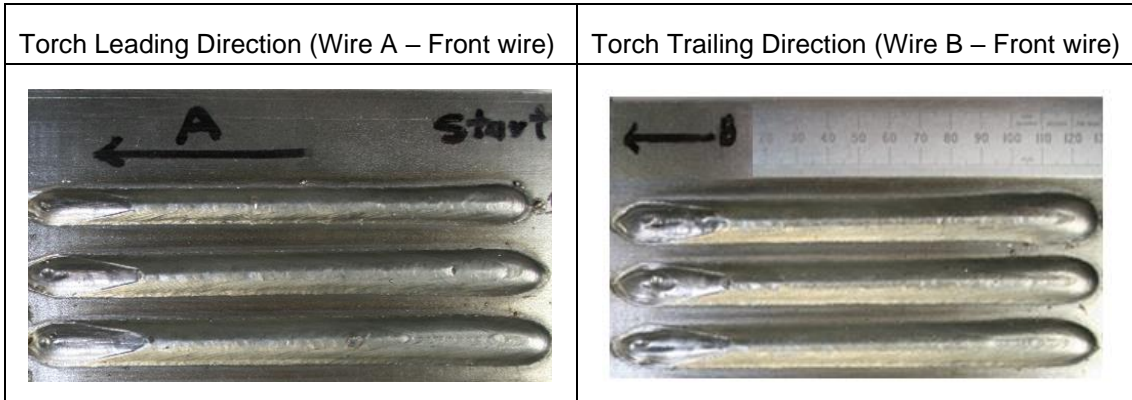 Torch Leading Direction (Wire A – Front wire)
Torch Trailing Direction (Wire B – Front wire)
A
Start
B
20 30 40 50 60 70 80 90 100 110 120